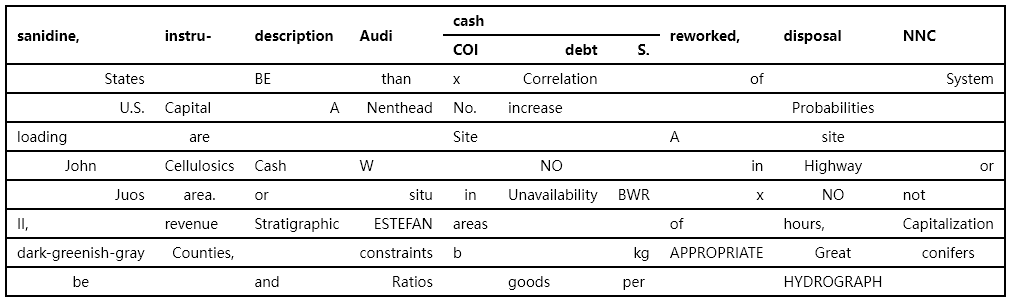 cash
sanidine, instru- description Audi reworked, disposal NNC
COI debt S.
States BE than x Correlation of System
U.S. Capital A Nenthead No. increase Probabilities
loading are Site A site
John Cellulosics Cash W NO in Highway or
Juos area. or situ in Unavailability BWR x NO not
II, revenue Stratigraphic ESTEFAN areas of hours, Capitalization
dark-greenish-gray Counties, constraints b kg APPROPRIATE Great conifers
be and Ratios goods per HYDROGRAPH